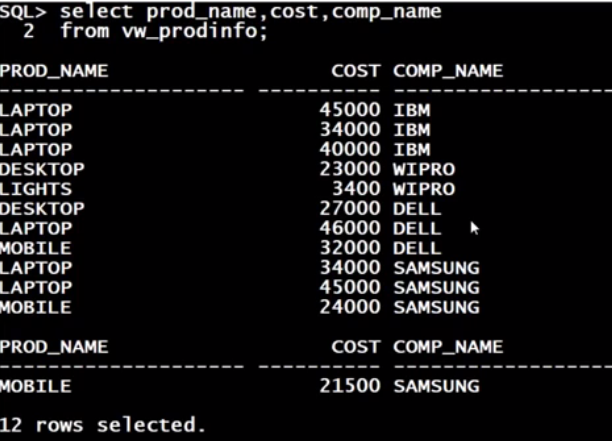 SQL> select prod_name,cost,comp_name
  2  from vw_prodinfo;
PROD_NAME                  COST COMP_NAME
-------------------- ---------- --------------------
LAPTOP                    45000 IBM
LAPTOP                    34000 IBM
LAPTOP                    40000 IBM
DESKTOP                   23000 WIPRO
LIGHTS                     3400 WIPRO
DESKTOP                   27000 DELL
LAPTOP                    46000 DELL
MOBILE                    32000 DELL
LAPTOP                    34000 SAMSUNG
LAPTOP                    45000 SAMSUNG
MOBILE                    24000 SAMSUNG
PROD_NAME                  COST COMP_NAME
-------------------- ---------- --------------------
MOBILE                    21500 SAMSUNG
12 rows selected.